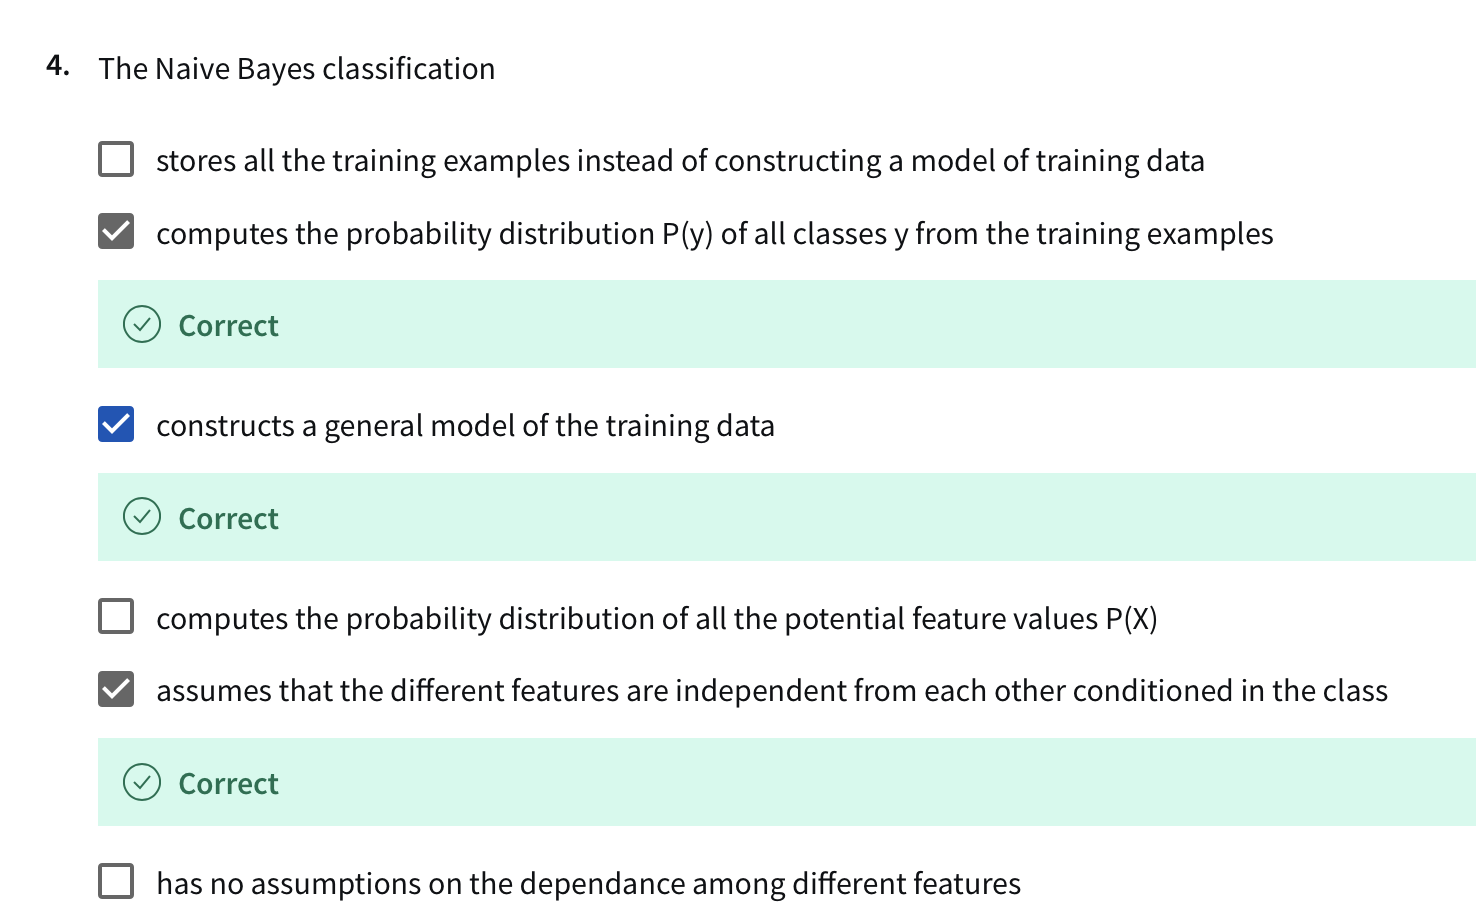 4. The Naive Bayes classification
stores all the training examples instead of constructing a model of training data
computes the probability distribution P(y) of all classes y from the training examples
Correct
constructs a general model of the training data
Correct
computes the probability distribution of all the potential feature values P(X)
assumes that the different features are independent from each other conditioned in the class
Correct
has no assumptions on the dependance among different features